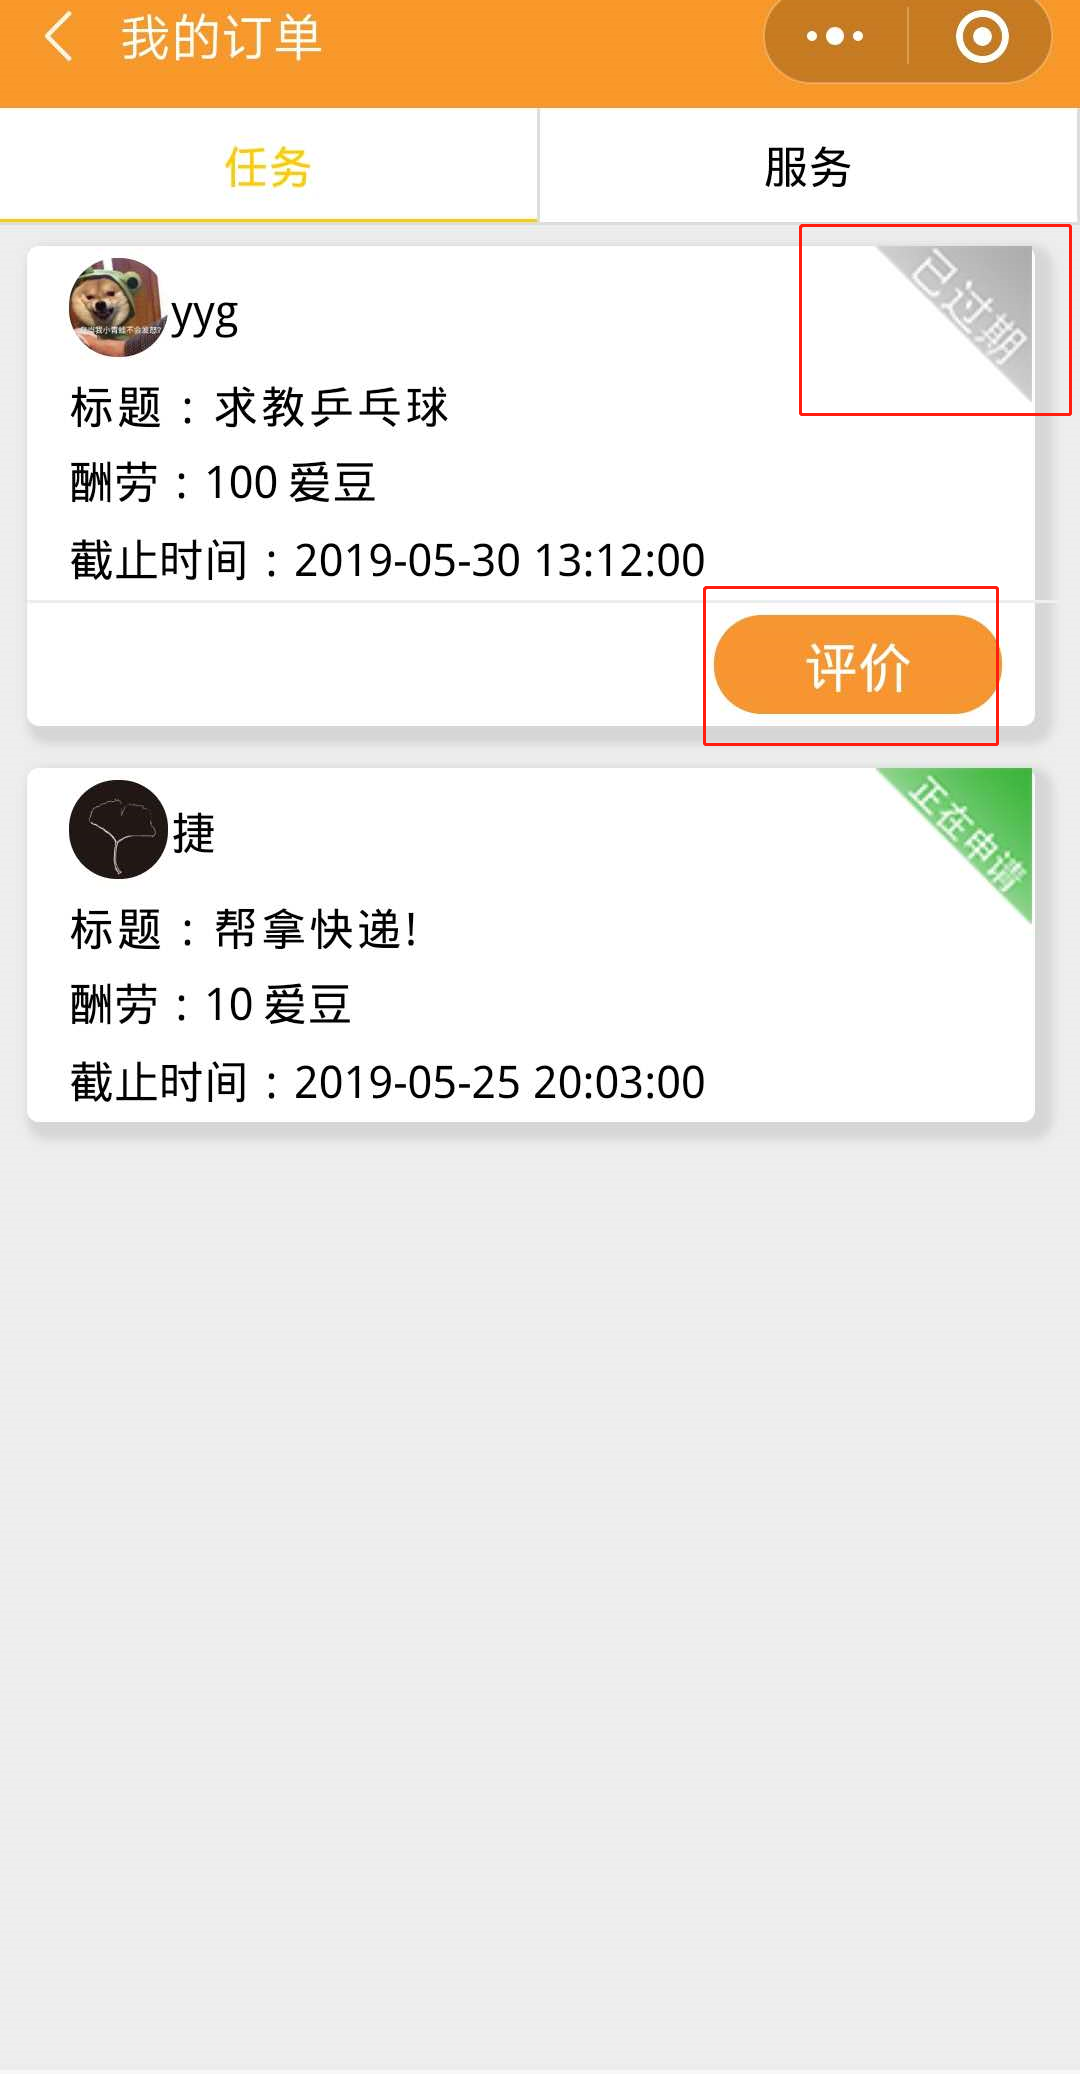 我的订单
任务
服务
已过期
yyg
标题：求教乒乓球
酬劳：100 爱豆
截止时间：2019-05-30 13:12:00
评价
正在申请
捷
标题：帮拿快递!
酬劳：10 爱豆
截止时间：2019-05-25 20:03:00